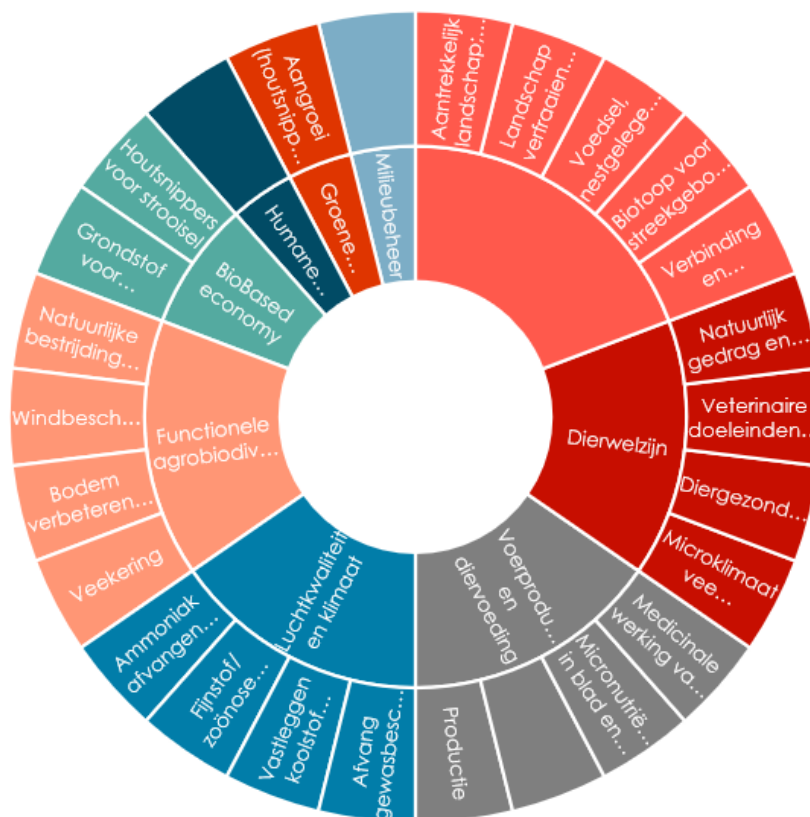 Aantrekkelijk
landschap;...
Landschap
verfraaien...
Voedsel,
nestgelege...
Biotoop voor
streekgebo...
Verbinding
en...
Dierwelzijn
Natuurlijk
gedrag en...
Veterinaire
doeleinden...
Diergezond...
Microklimaat
vee...
Voerprodu...
en
diervoeding
Medicinale
werking va...
Micronutrië...
in blad en...
Productie
Luchtkwaliteit
en klimaat
Afvang
gewasbesc...
Vastleggen
koolstof...
Fijnstof/
zoönose...
Ammoniak
afvangen...
Functionele
agrobiodiv...
Veekering
Bodem
verbeteren...
Windbesch...
Natuurlijke
bestrijding...
BioBased
economy
Grondstof
voor...
Houtsnippers
voor strooisel
Humane...
Groene...
Aangroei
(houtsnipp...
Milieubeheer